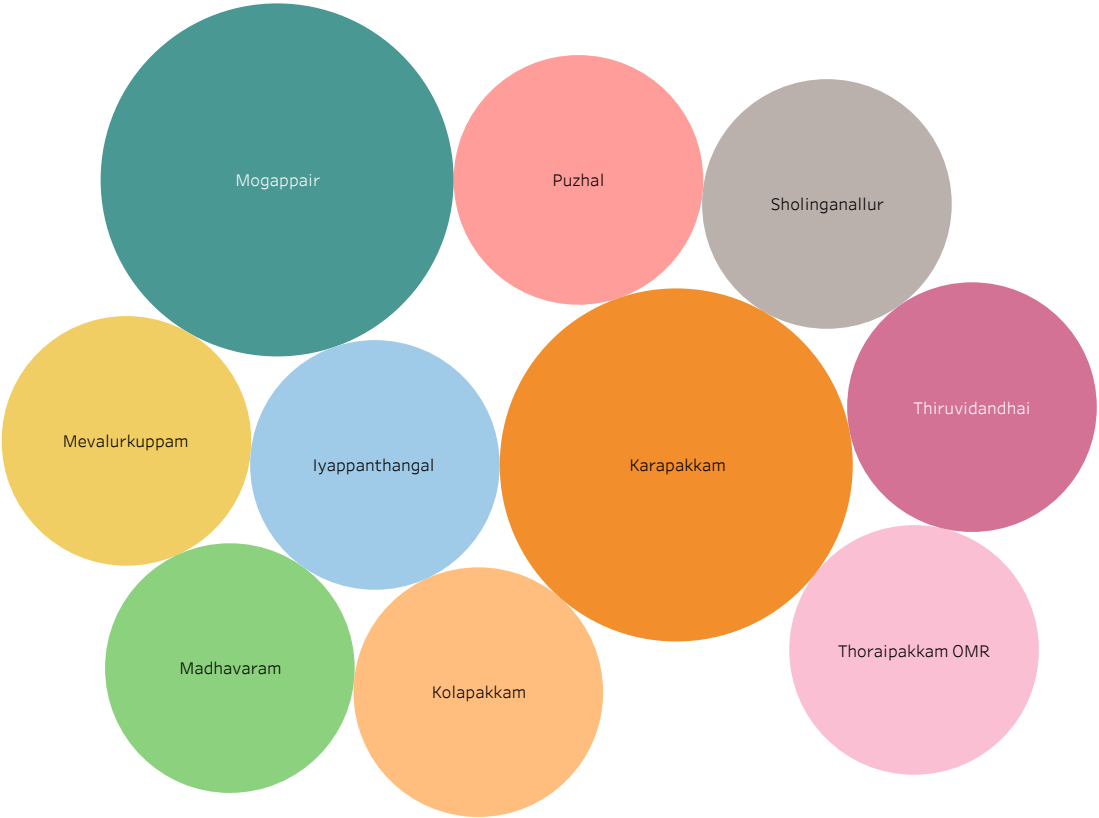 Mogappair
Puzhal
Sholinganallur
Thiruvidandhai
Mevalurkuppam
Iyappanthangal
Karapakkam
Thoraipakkam OMR
Madhavaram
Kolapakkam